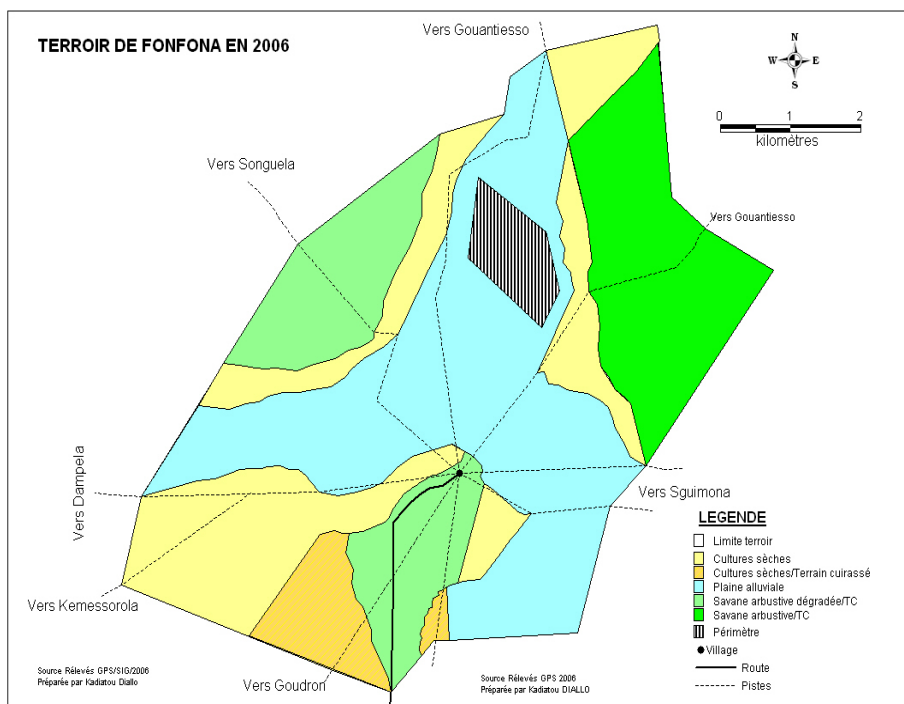 TERROIR DE FONFONA EN 2006
Vers Gouantiesso
N
W E
S
0 1 2
kilomètres
Vers Songuela
Vers Gouantiesso
Vers Dampela
Vers Sguimona
LEGENDE
Limite terroir
Cultures sèches
Cultures sèches/Terrain cuirassé
Plaine alluviale
Savane arbustive dégradée/TC
Savane arbustive/TC
Périmètre
Village
Route
Pistes
Vers Kemessorola
Vers Goudron
Source Rélevés GPS/SIG/2006
Préparée par Kadiatou Diallo
Source Rélevés GPS 2006
Préparée par Kadiatou DIALLO